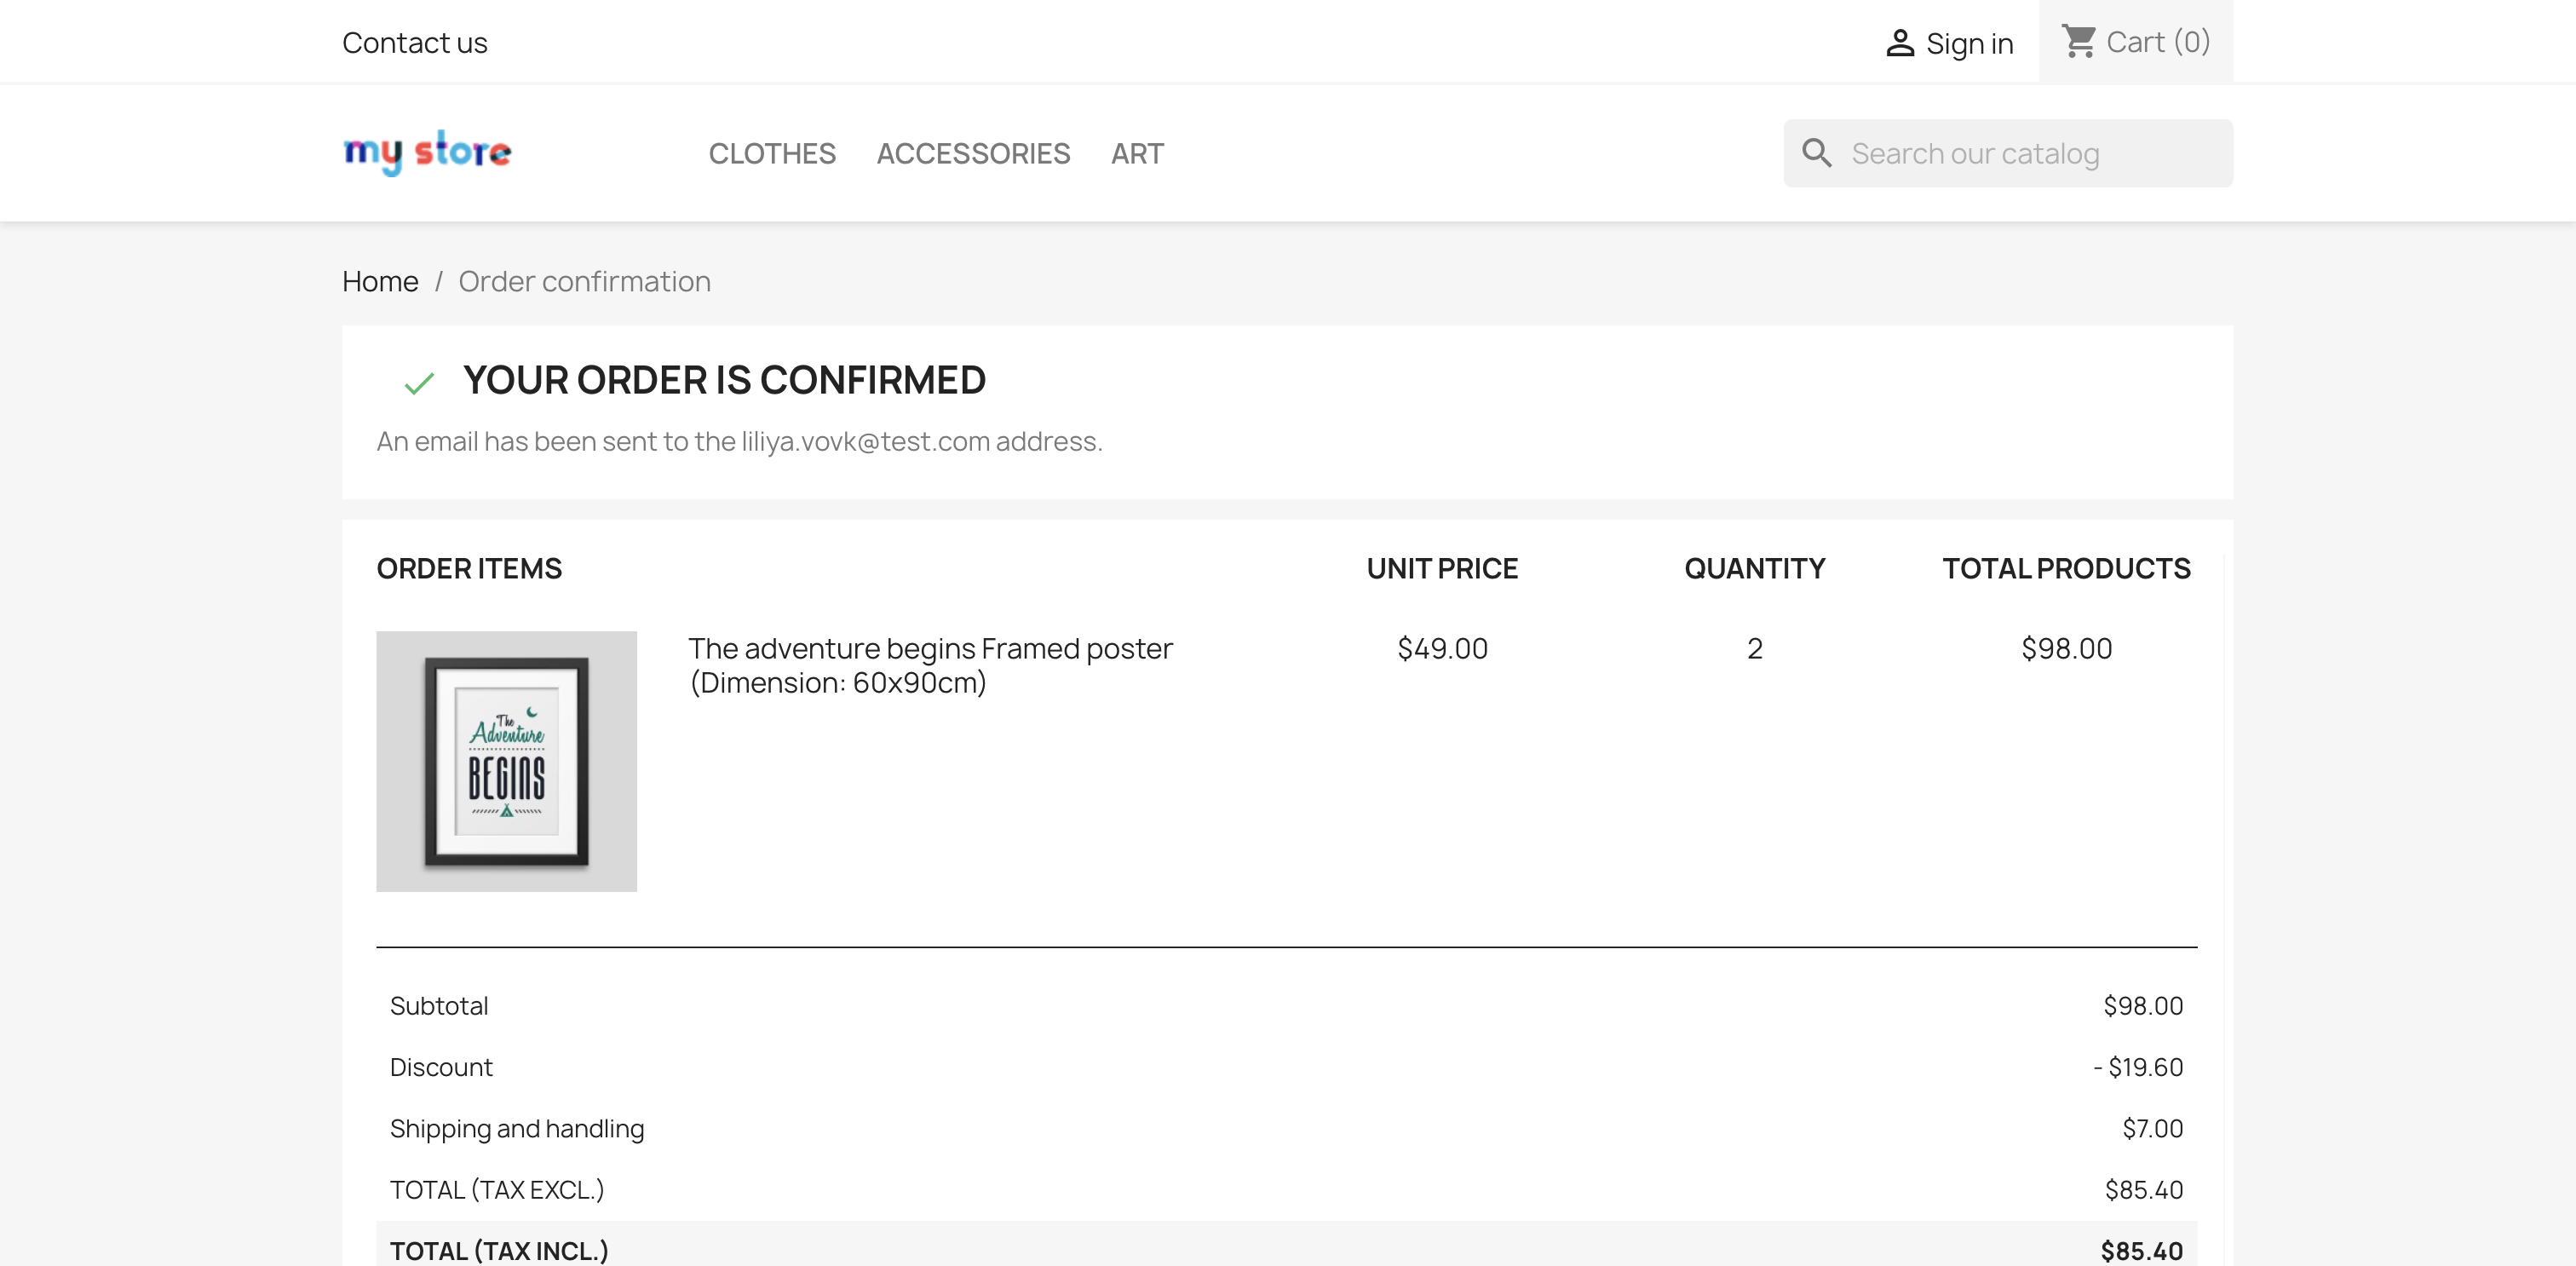 Contact us
Sign in
Cart (0)
my store
CLOTHES ACCESSORIES ART
Search our catalog
Home / Order confirmation
YOUR ORDER IS CONFIRMED
An email has been sent to the liliya.vovk@test.com address.
ORDER ITEMS UNIT PRICE QUANTITY TOTAL PRODUCTS
The
Adventure
BEGINS
The adventure begins Framed poster $49.00 2 $98.00
(Dimension: 60x90cm)
Subtotal $98.00
Discount - $19.60
Shipping and handling $7.00
TOTAL (TAX EXCL.) $85.40
TOTAL (TAX INCL.) $85.40